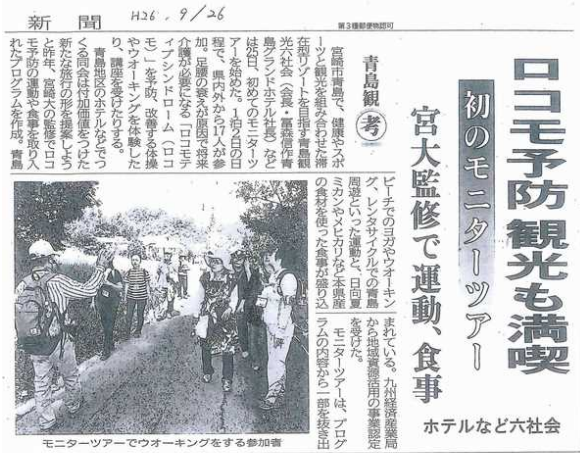 新聞
H26. 9/26
第3種郵便物認可
ロコモ予防 観光も満喫
初のモニターツアー
宮大監修で運動、食事
ホテルなど六社会
青島観考
宮崎市青島で、健康やスポ
ーツと観光を組み合わせた滞
在型リゾートを目指す青島観
光六社会（会長・富森信作青
島グランドホテル社長）など
は25日、初めてのモニターツ
アーを始めた。1泊2日の日
程で、県内外から17人が参
加。足腰の衰えが原因で将来
介護が必要になる「ロコモテ
ィブシンドローム（ロコ
モ）」を予防、改善する体操
やウオーキングを体験した
り、講座を受けたりする。
青島地区のホテルなどでつ
くる同会は付加価値をつけた
新たな旅行の形を提案しよう
と昨年、宮崎大の監修でロコ
モ予防の運動や食事を取り入
れたプログラムを作成。青島
ビーチでのヨガやウオーキン
グ、レンタサイクルでの青島
周遊といった運動と、日向夏
ミカンやメヒカリなど本県産
の食材を使った食事が盛り込
まれている。九州経済産業局
から地域資源活用の事業認定
を受けた。
モニターツアーは、プログ
ラムの内容から一部を抜き出
モニターツアーでウオーキングをする参加者